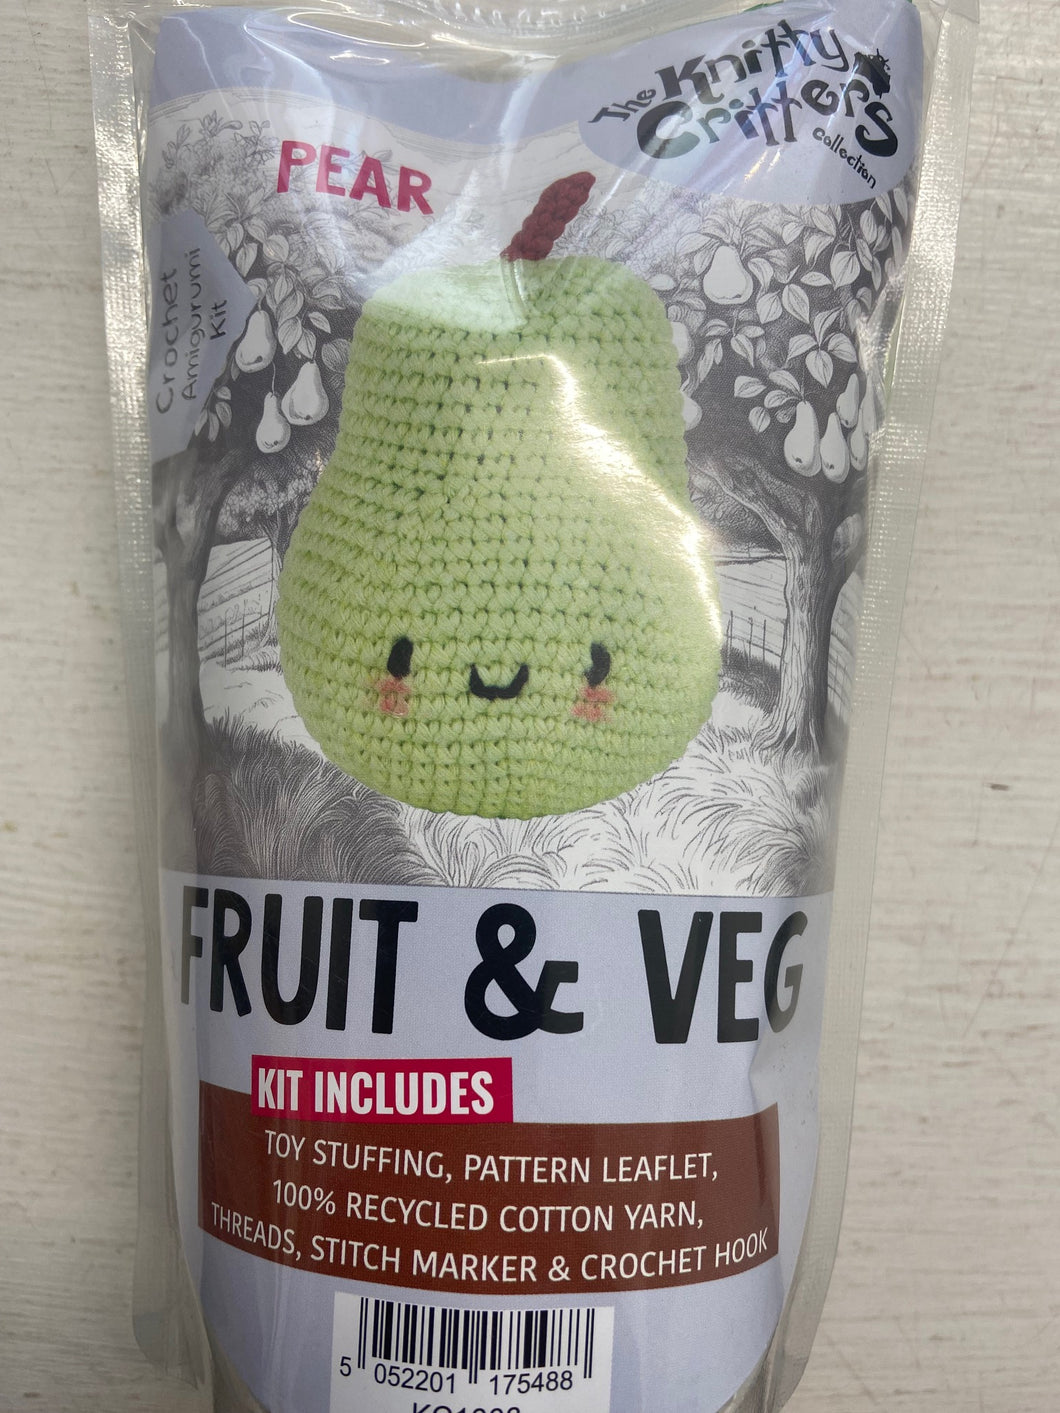 The Knitty
Critters
collection
PEAR
Crochet
Amigurumi
Kit
FRUIT & VEG
KIT INCLUDES
TOY STUFFING, PATTERN LEAFLET,
100% RECYCLED COTTON YARN,
THREADS, STITCH MARKER & CROCHET HOOK
5 052201 175488